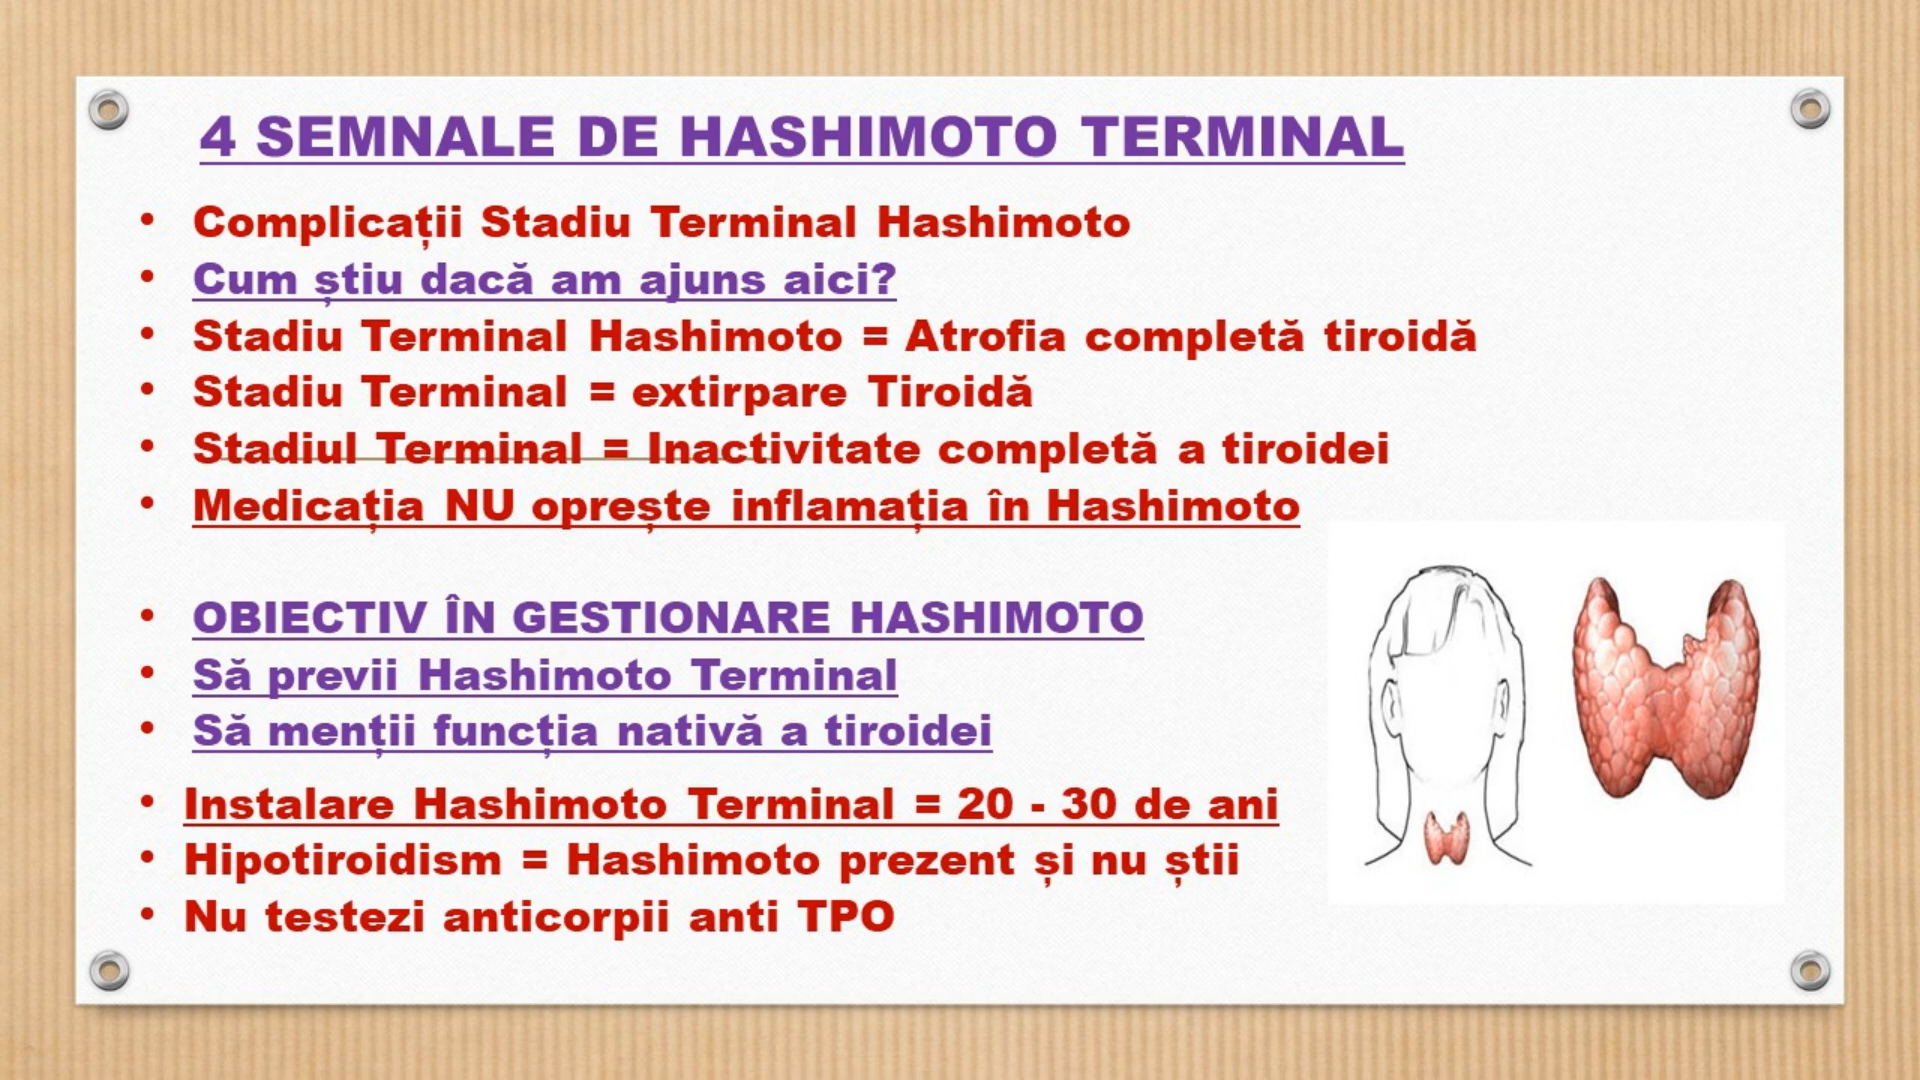 4 SEMNALE DE HASHIMOTO TERMINAL
• Complicații Stadiu Terminal Hashimoto
• Cum știu dacă am ajuns aici?
• Stadiu Terminal Hashimoto = Atrofia completă tiroidă
• Stadiu Terminal = extirpare Tiroidă
• Stadiul Terminal = Inactivitate completă a tiroidei
• Medicația NU oprește inflamația în Hashimoto
• OBIECTIV ÎN GESTIONARE HASHIMOTO
• Să previi Hashimoto Terminal
• Să menții funcția nativă a tiroidei
• Instalare Hashimoto Terminal = 20 - 30 de ani
• Hipotiroidism = Hashimoto prezent și nu știi
• Nu testezi anticorpii anti TPO